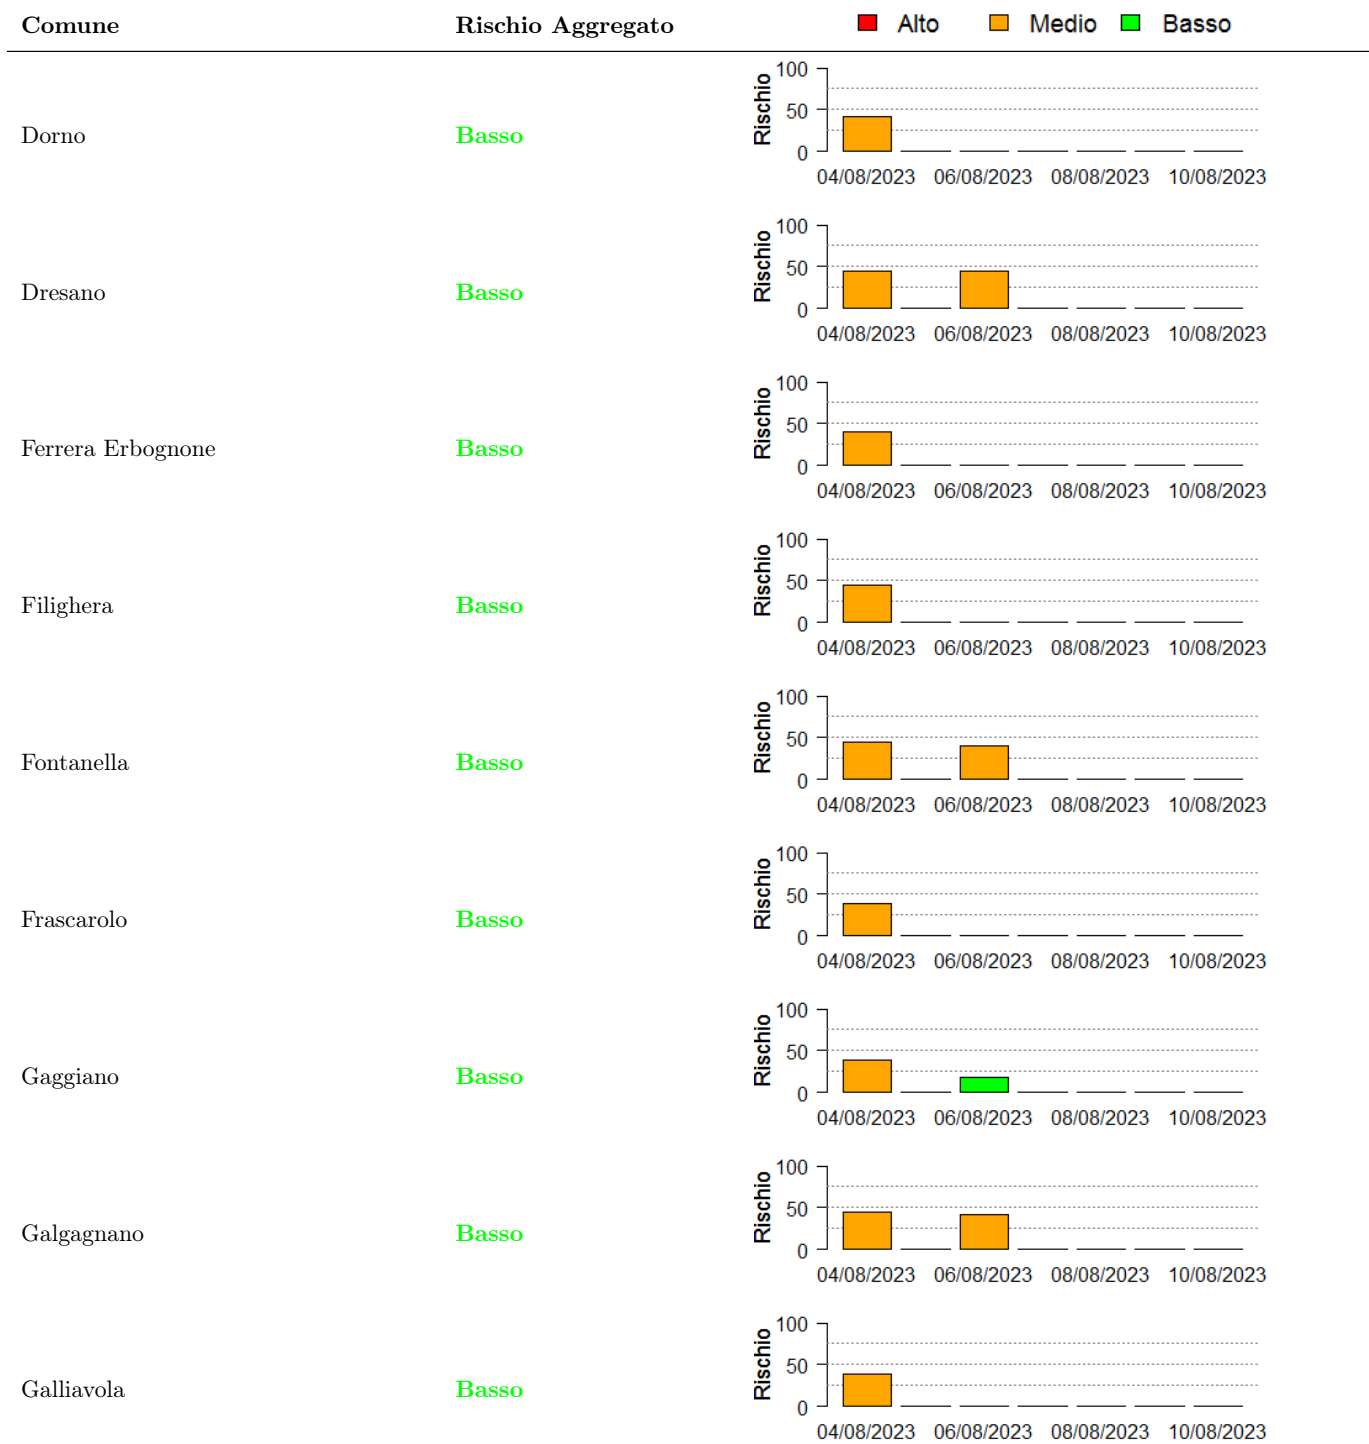 Comune Rischio Aggregato Alto Medio Basso
Dorno Basso Rischio 100 50 0
04/08/2023 06/08/2023 08/08/2023 10/08/2023
Dresano Basso Rischio 100 50 0
04/08/2023 06/08/2023 08/08/2023 10/08/2023
Ferrera Erbognone Basso Rischio 100 50 0
04/08/2023 06/08/2023 08/08/2023 10/08/2023
Filighera Basso Rischio 100 50 0
04/08/2023 06/08/2023 08/08/2023 10/08/2023
Fontanella Basso Rischio 100 50 0
04/08/2023 06/08/2023 08/08/2023 10/08/2023
Frascarolo Basso Rischio 100 50 0
04/08/2023 06/08/2023 08/08/2023 10/08/2023
Gaggiano Basso Rischio 100 50 0
04/08/2023 06/08/2023 08/08/2023 10/08/2023
Galgagnano Basso Rischio 100 50 0
04/08/2023 06/08/2023 08/08/2023 10/08/2023
Galliavola Basso Rischio 100 50 0
04/08/2023 06/08/2023 08/08/2023 10/08/2023